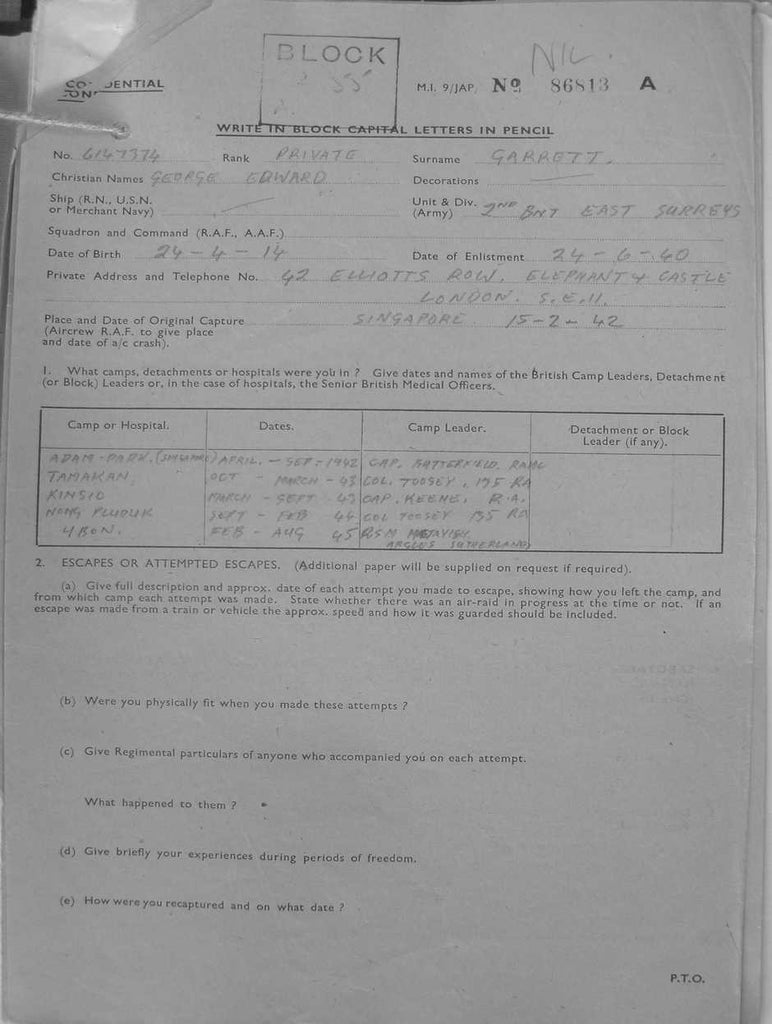 BLOCK
NIL
M.I. 9/JAP. No 86813 A
WRITE IN BLOCK CAPITAL LETTERS IN PENCIL
No. 6147374 Rank PRIVATE Surname GARRETT.
Christian Names GEORGE EDWARD Decorations
Ship (R.N., U.S.N. or Merchant Navy) Unit & Div. (Army) 2ND BNT EAST SURREYS
Squadron and Command (R.A.F., A.A.F.)
Date of Birth 24-4-14 Date of Enlistment 24-6-40
Private Address and Telephone No. 42 ELLIOTTS ROW. ELEPHANT & CASTLE
LONDON. S.E.11.
Place and Date of Original Capture SINGAPORE 15-2-42
(Aircrew R.A.F. to give place
and date of a/c crash).
1. What camps, detachments or hospitals were you in ? Give dates and names of the British Camp Leaders, Detachment
(or Block) Leaders or, in the case of hospitals, the Senior British Medical Officers.
Camp or Hospital. Dates. Camp Leader. Detachment or Block Leader (if any).
ADAM-PARK. (SINGAPORE) APRIL. - SEP-1942 CAP. BUTTERFIELD. RAMC
TAMAKAN. OCT - MARCH - 43 COL. TOOSEY. 135 RA
KINSIO MARCH - SEPT 43 CAP. KEENE. R.A.
NONG PLUDUK SEPT - FEB 44 COL TOOSEY 135 RA
UBON. FEB - AUG 45 RSM
ARGLUS SUTHERLAND
2. ESCAPES OR ATTEMPTED ESCAPES. (Additional paper will be supplied on request if required).
(a) Give full description and approx. date of each attempt you made to escape, showing how you left the camp, and
from which camp each attempt was made. State whether there was an air-raid in progress at the time or not. If an
escape was made from a train or vehicle the approx. speed and how it was guarded should be included.
(b) Were you physically fit when you made these attempts ?
(c) Give Regimental particulars of anyone who accompanied you on each attempt.
What happened to them ?
(d) Give briefly your experiences during periods of freedom.
(e) How were you recaptured and on what date ?
P.T.O.